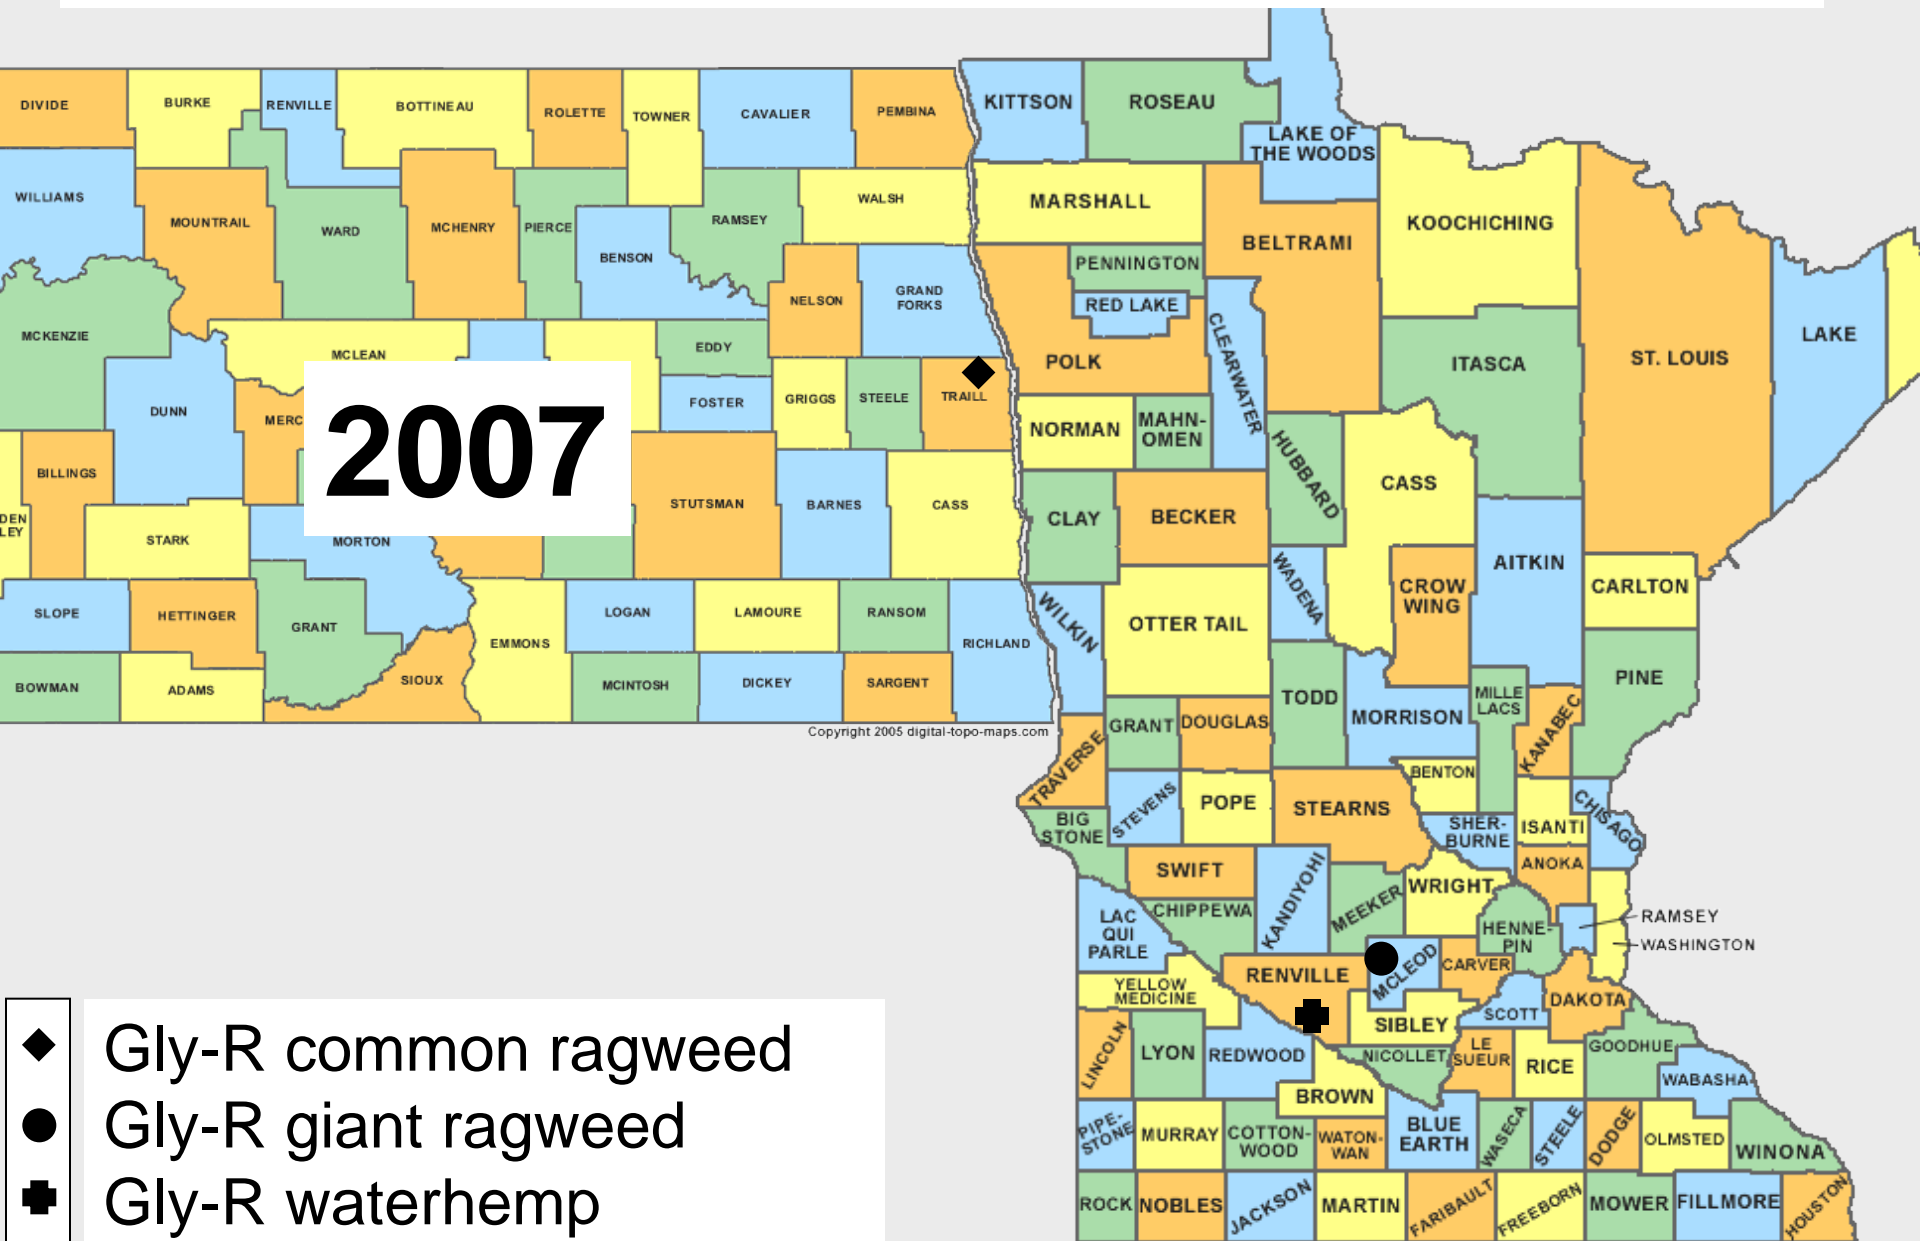 DIVIDE
BURKE
RENVILLE
BOTTINEAU
ROLETTE
TOWNER
CAVALIER
PEMBINA
KITTSON
ROSEAU
LAKE OF
THE WOODS
WILLIAMS
MOUNTRAIL
WARD
MCHENRY
PIERCE
BENSON
RAMSEY
WALSH
MARSHALL
BELTRAMI
KOOCHICHING
NELSON
GRAND
FORKS
PENNINGTON
RED LAKE
CLEARWATER
MCKENZIE
MCLEAN
EDDY
POLK
ITASCA
ST. LOUIS
LAKE
DUNN
MERC
2007
FOSTER
GRIGGS
STEELE
TRAILL
NORMAN
MAHN-
OMEN
HUBBARD
CASS
BILLINGS
STUTSMAN
BARNES
CASS
CLAY
BECKER
DEN
LEY
STARK
MORTON
WADENA
CROW
WING
AITKIN
CARLTON
SLOPE
HETTINGER
GRANT
EMMONS
LOGAN
LAMOURE
RANSOM
RICHLAND
WILKIN
OTTER TAIL
BOWMAN
ADAMS
SIOUX
MCINTOSH
DICKEY
SARGENT
TODD
MORRISON
MILLE
LACS
KANABEC
PINE
Copyright 2005 digital-topo-maps.com
TRAVERSE
GRANT
DOUGLAS
BENTON
BIG
STONE
STEVENS
POPE
STEARNS
SHER-
BURNE
ISANTI
CHISAGO
SWIFT
KANDIYOHI
MEEKER
WRIGHT
ANOKA
LAC
QUI
PARLE
CHIPPEWA
HENNE-
PIN
RAMSEY
WASHINGTON
YELLOW
MEDICINE
RENVILLE
MCLEOD
CARVER
SCOTT
DAKOTA
LINCOLN
LYON
REDWOOD
SIBLEY
NICOLLET
LE
SUEUR
RICE
GOODHUE
WABASHA
BROWN
PIPE-
STONE
MURRAY
COTTON-
WOOD
WATON-
WAN
BLUE
EARTH
WASECA
STEELE
DODGE
OLMSTED
WINONA
ROCK
NOBLES
JACKSON
MARTIN
FARIBAULT
FREEBORN
MOWER
FILLMORE
HOUSTON
Gly-R common ragweed
Gly-R giant ragweed
Gly-R waterhemp